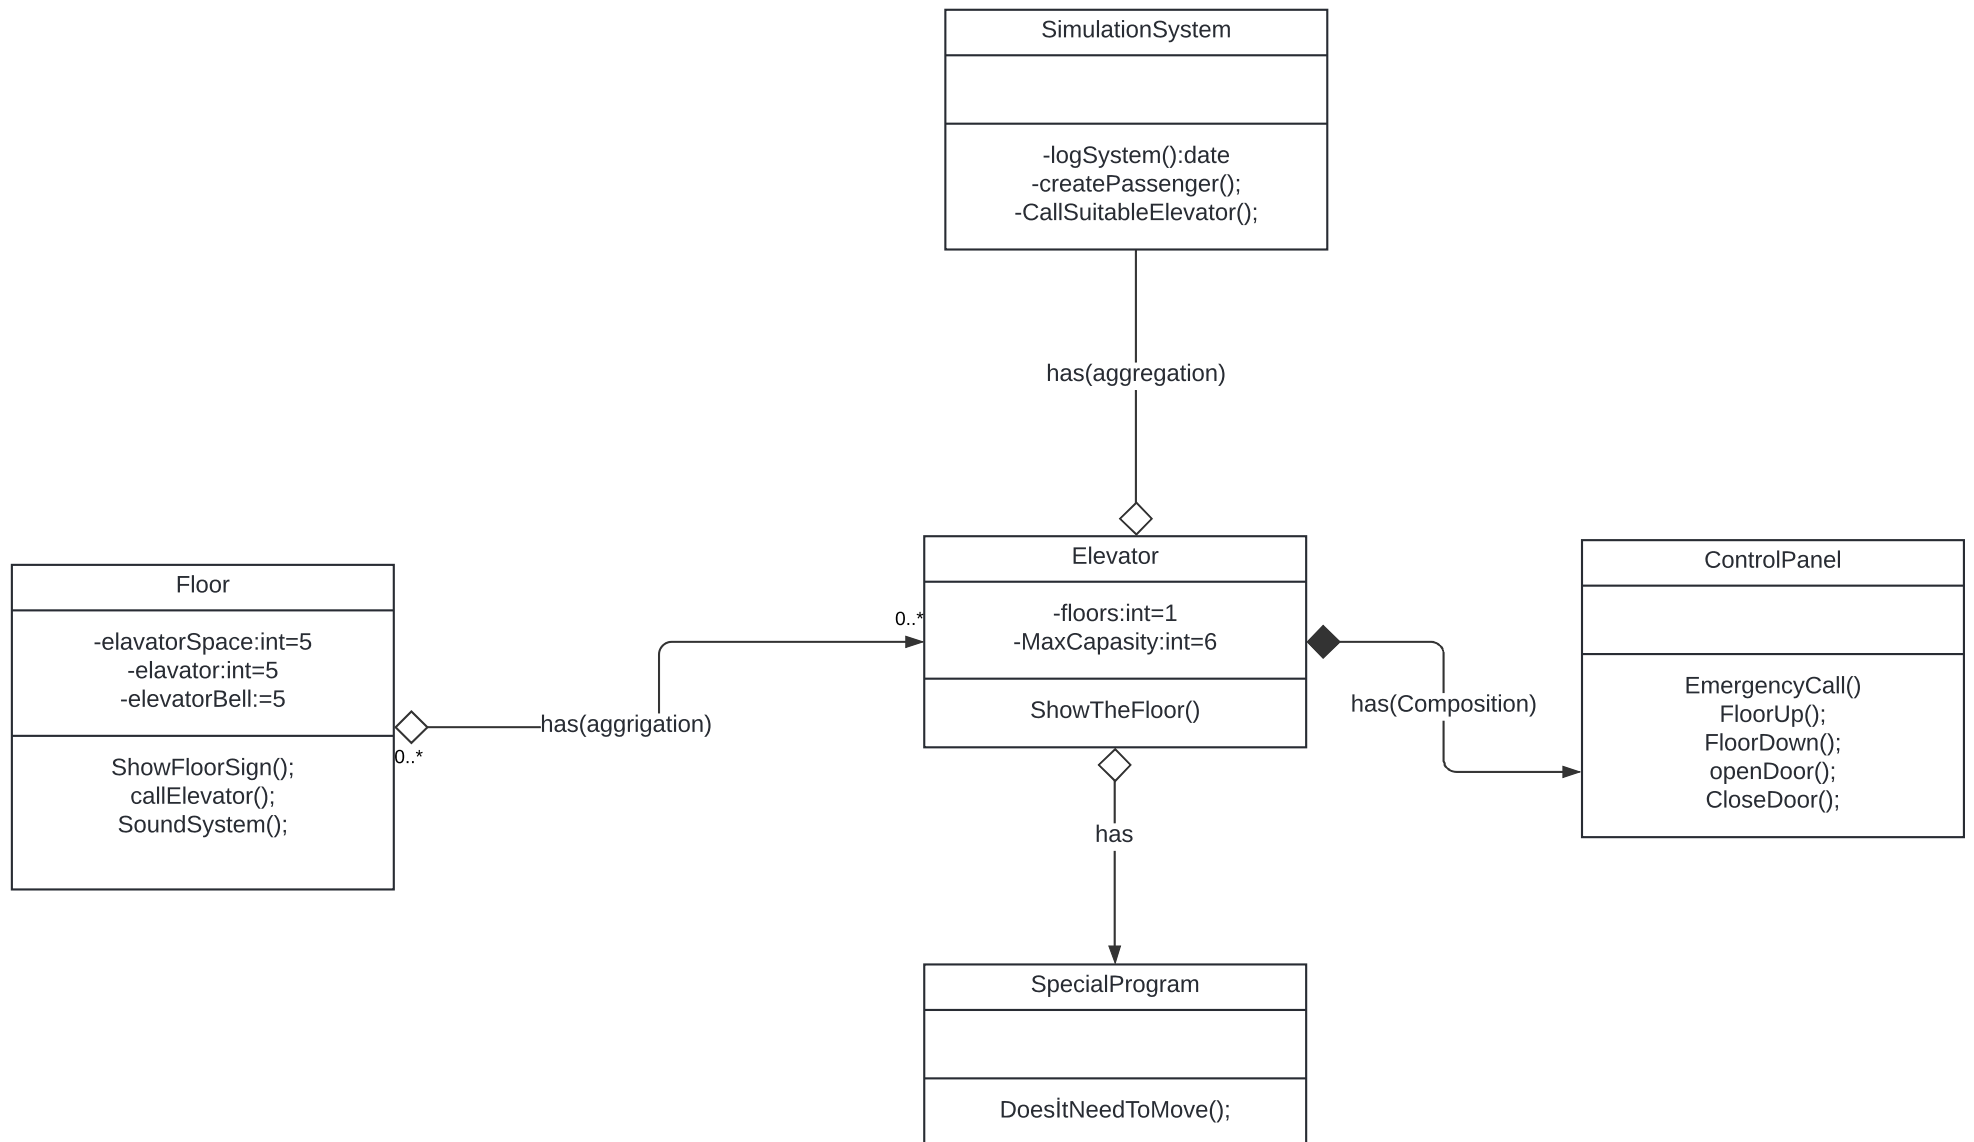 SimulationSystem
-logSystem():date
-createPassenger();
-CallSuitableElevator();
has(aggregation)
Floor
-elavatorSpace:int=5
-elavator:int=5
-elevatorBell:=5
ShowFloorSign();
callElevator();
SoundSystem();
0..*
has(aggrigation)
0..*
Elevator
-floors:int=1
-MaxCapasity:int=6
ShowTheFloor()
has(Composition)
ControlPanel
EmergencyCall()
FloorUp();
FloorDown();
openDoor();
CloseDoor();
has
SpecialProgram
DoesİtNeedToMove();